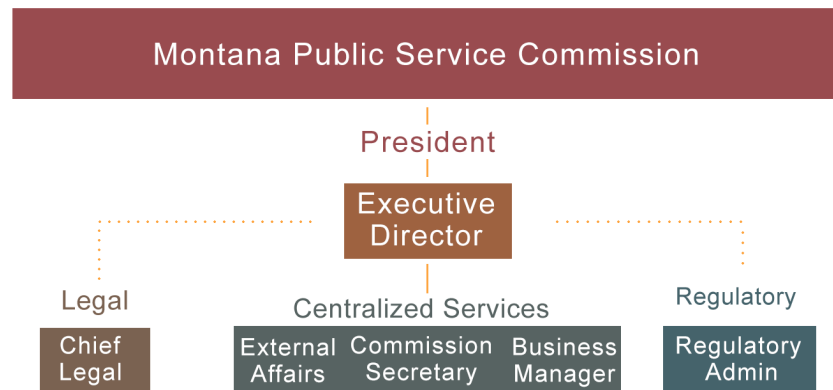 Montana Public Service Commission
President
Executive
Director
Legal
Centralized Services
Regulatory
Chief
Legal
External
Affairs
Commission
Secretary
Business
Manager
Regulatory
Admin